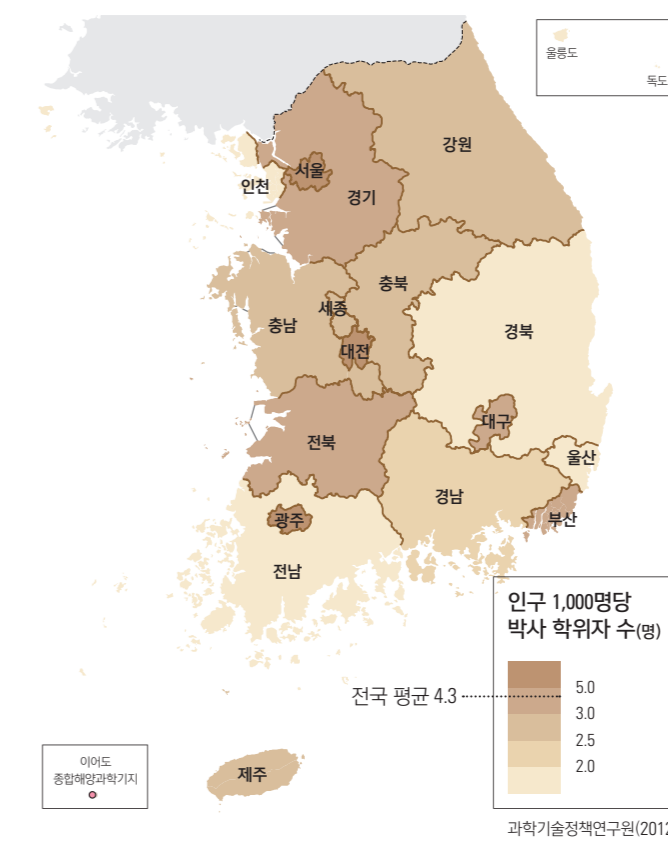 울릉도
독도
강원
서울
인천
경기
충북
세종
충남
경북
대전
대구
전북
울산
경남
광주
부산
전남
인구 1,000명당
박사 학위자 수(명)
5.0
전국 평균 4.3
3.0
2.5
2.0
이어도
종합해양과학기지
제주
과학기술정책연구원(2012